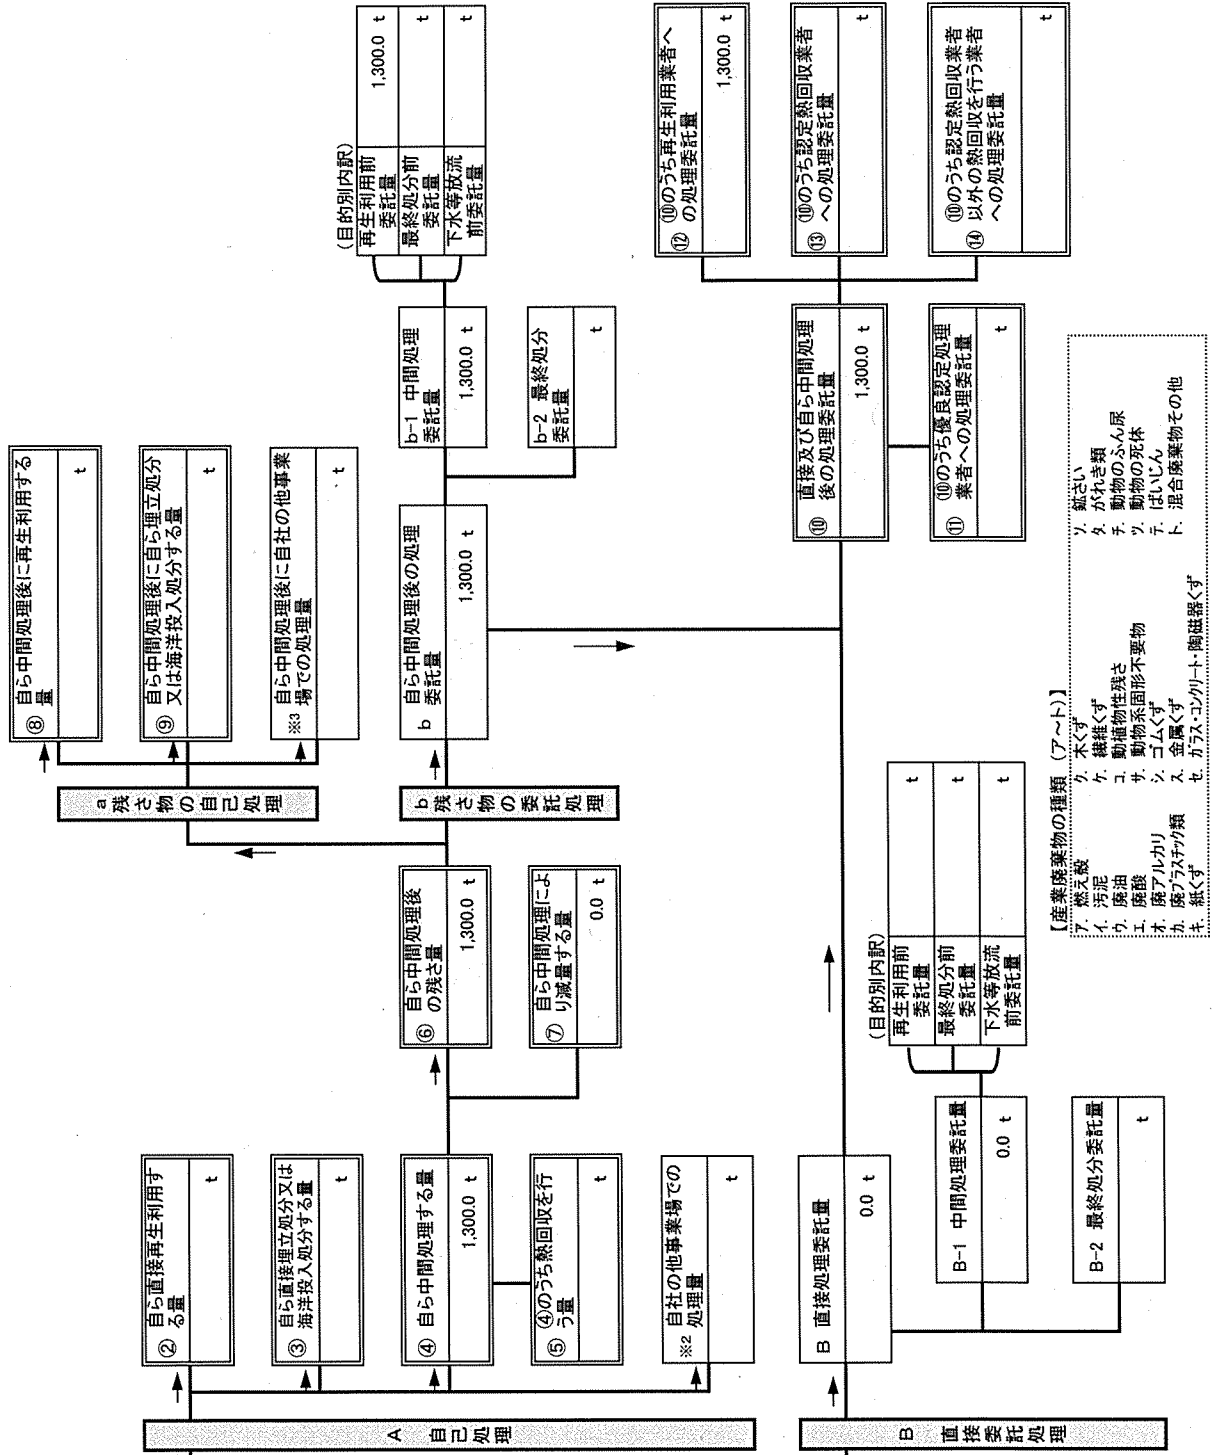 A 自己処理
② 自ら直接再生利用す
る量
t
③ 自ら直接埋立処分又は
海洋投入処分する量
t
④ 自ら中間処理する量
1,300.0 t
⑤ ④のうち熱回収を行
う量
t
※2 自社の他事業場での
処理量
t
⑥ 自ら中間処理後
の残さ量
1,300.0 t
⑦ 自ら中間処理によ
り減量する量
0.0 t
a 残さ物の自己処理
⑧ 自ら中間処理後に再生利用する
量
t
⑨ 自ら中間処理後に自ら埋立処分
又は海洋投入処分する量
t
※3 自ら中間処理後に自社の他事業
場での処理量
t
b 残さ物の委託処理
b 自ら中間処理後の処理
委託量
1,300.0 t
b-1 中間処理
委託量
1,300.0 t
b-2 最終処分
委託量
t
(目的別内訳)
再生利用前
委託量
1,300.0 t
最終処分前
委託量
t
下水等放流
前委託量
t
B 直接委託処理
B 直接処理委託量
0.0 t
B-1 中間処理委託量
0.0 t
B-2 最終処分委託量
t
(目的別内訳)
再生利用前
委託量
t
最終処分前
委託量
t
下水等放流
前委託量
t
⑩ 直接及び自ら中間処理
後の処理委託量
1,300.0 t
⑪ ⑩のうち優良認定処理
業者への処理委託量
t
⑫ ⑩のうち再生利用業者へ
の処理委託量
1,300.0 t
⑬ ⑩のうち認定熱回収業者
への処理委託量
t
⑭ ⑩のうち認定熱回収業者
以外の熱回収を行う業者
への処理委託量
t
【産業廃棄物の種類 (ア～ト)】
ア. 燃え殻
イ. 汚泥
ウ. 廃油
エ. 廃酸
オ. 廃アルカリ
カ. 廃プラスチック類
キ. 紙くず
ク. 木くず
ケ. 繊維くず
コ. 動植物性残さ
サ. 動物系固形不要物
シ. ゴムくず
ス. 金属くず
セ. ガラス・コンクリート・陶磁器くず
ソ. 鉱さい
タ. がれき類
チ. 動物のふん尿
ツ. 動物の死体
テ. ばいじん
ト. 混合廃棄物その他